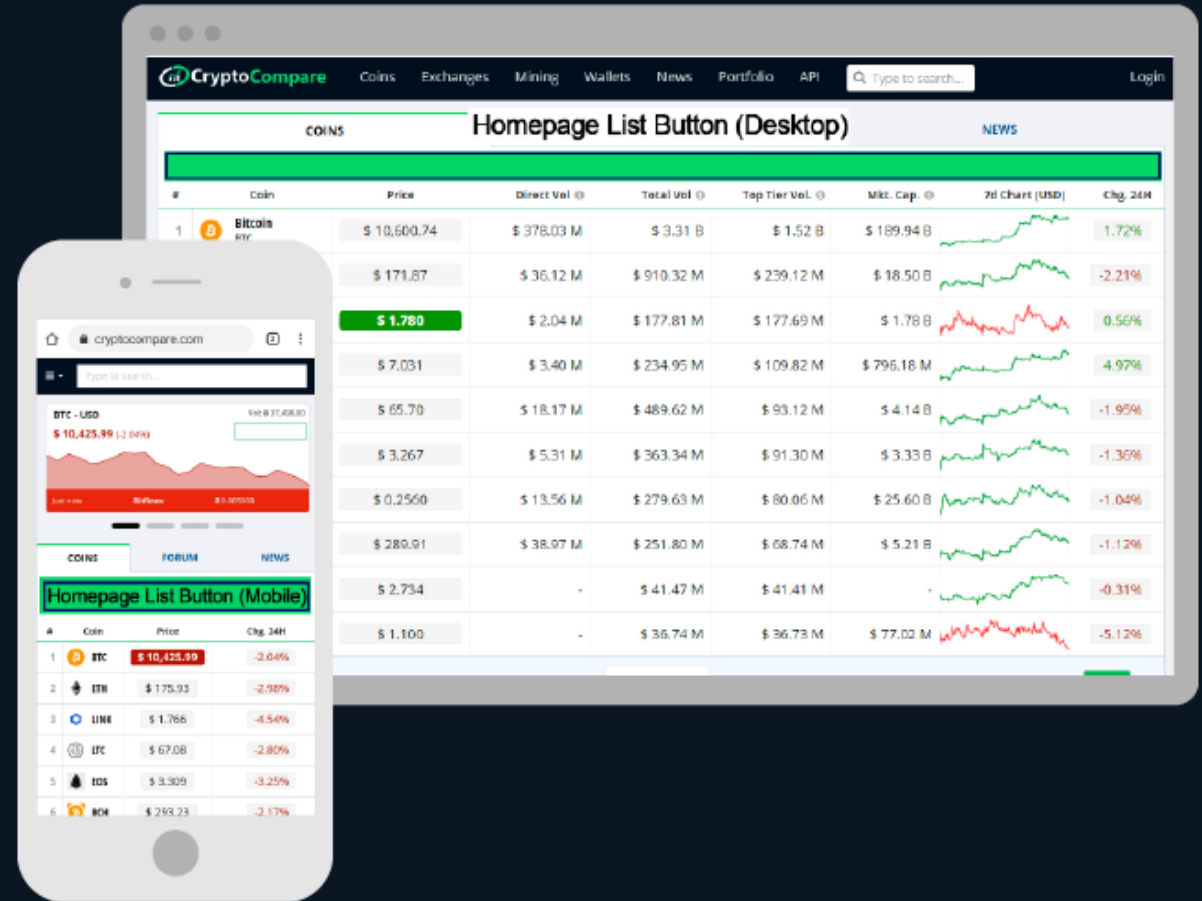 CryptoCompare Coins Exchanges Mining Wallets News Portfolio API Type to search... Login
COINS Homepage List Button (Desktop) NEWS
# Coin Price Direct Vol Total Vol Top Tier Vol. Mkt. Cap. 7d Chart (USD) Chg. 24H
1 Bitcoin $ 10,600.74 $ 378.03 M $ 3.31 B $ 1.52 B $ 189.94 B 1.72%
BTC
$ 171.87 $ 36.12 M $ 910.32 M $ 239.12 M $ 18.50 B -2.21%
$ 1.780 $ 2.04 M $ 177.81 M $ 177.69 M $ 1.78 B 0.56%
$ 7.031 $ 3.40 M $ 234.95 M $ 109.82 M $ 796.18 M 4.97%
$ 65.70 $ 18.17 M $ 489.62 M $ 93.12 M $ 4.14 B -1.95%
$ 3.267 $ 5.31 M $ 363.34 M $ 91.30 M $ 3.33 B -1.36%
$ 0.2560 $ 13.56 M $ 279.63 M $ 80.06 M $ 25.60 B -1.04%
$ 289.91 $ 38.97 M $ 251.80 M $ 68.74 M $ 5.21 B -1.12%
$ 2.734 - $ 41.47 M $ 41.41 M - -0.31%
$ 1.100 - $ 36.74 M $ 36.73 M $ 77.02 M -5.12%
cryptocompare.com
Type to search...
BTC - USD
$ 10,425.99 (-2.04%)
Just now Bitfinex
COINS FORUM NEWS
Homepage List Button (Mobile)
# Coin Price Chg. 24H
1 BTC $ 10,425.99 -2.04%
2 ETH $ 175.93 -2.98%
3 LINK $ 1.766 -4.54%
4 LTC $ 67.08 -2.80%
5 EOS $ 3.309 -3.25%
6 BCH $ 293.23 -2.17%